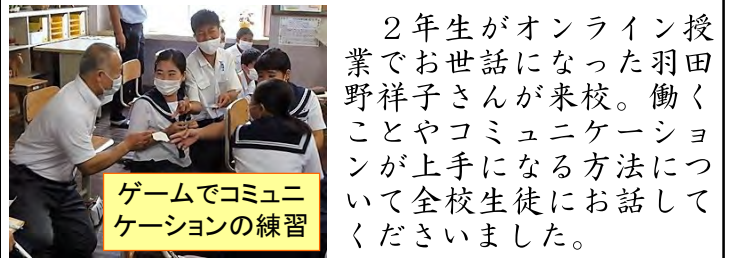 ２年生がオンライン授
業でお世話になった羽田
野祥子さんが来校。働く
ことやコミュニケーショ
ンが上手になる方法につ
いて全校生徒にお話して
くださいました。
ゲームでコミュニ
ケーションの練習